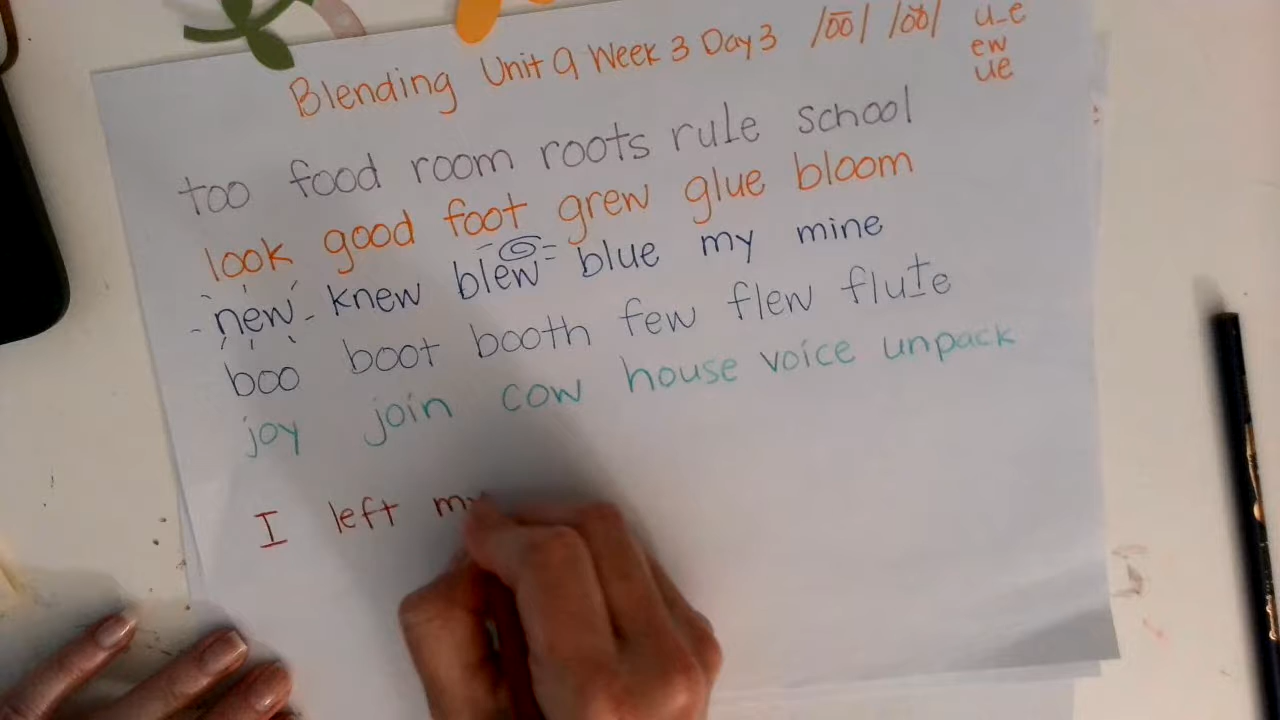 Blending Unit 9 Week 3 Day 3 /o͞o/ /o͝o/ u_e
ew
ue
too food room roots rule school
look good foot grew glue bloom
new knew blew blue my mine
boo boot booth few flew flute
joy join cow house voice unpack
I left my